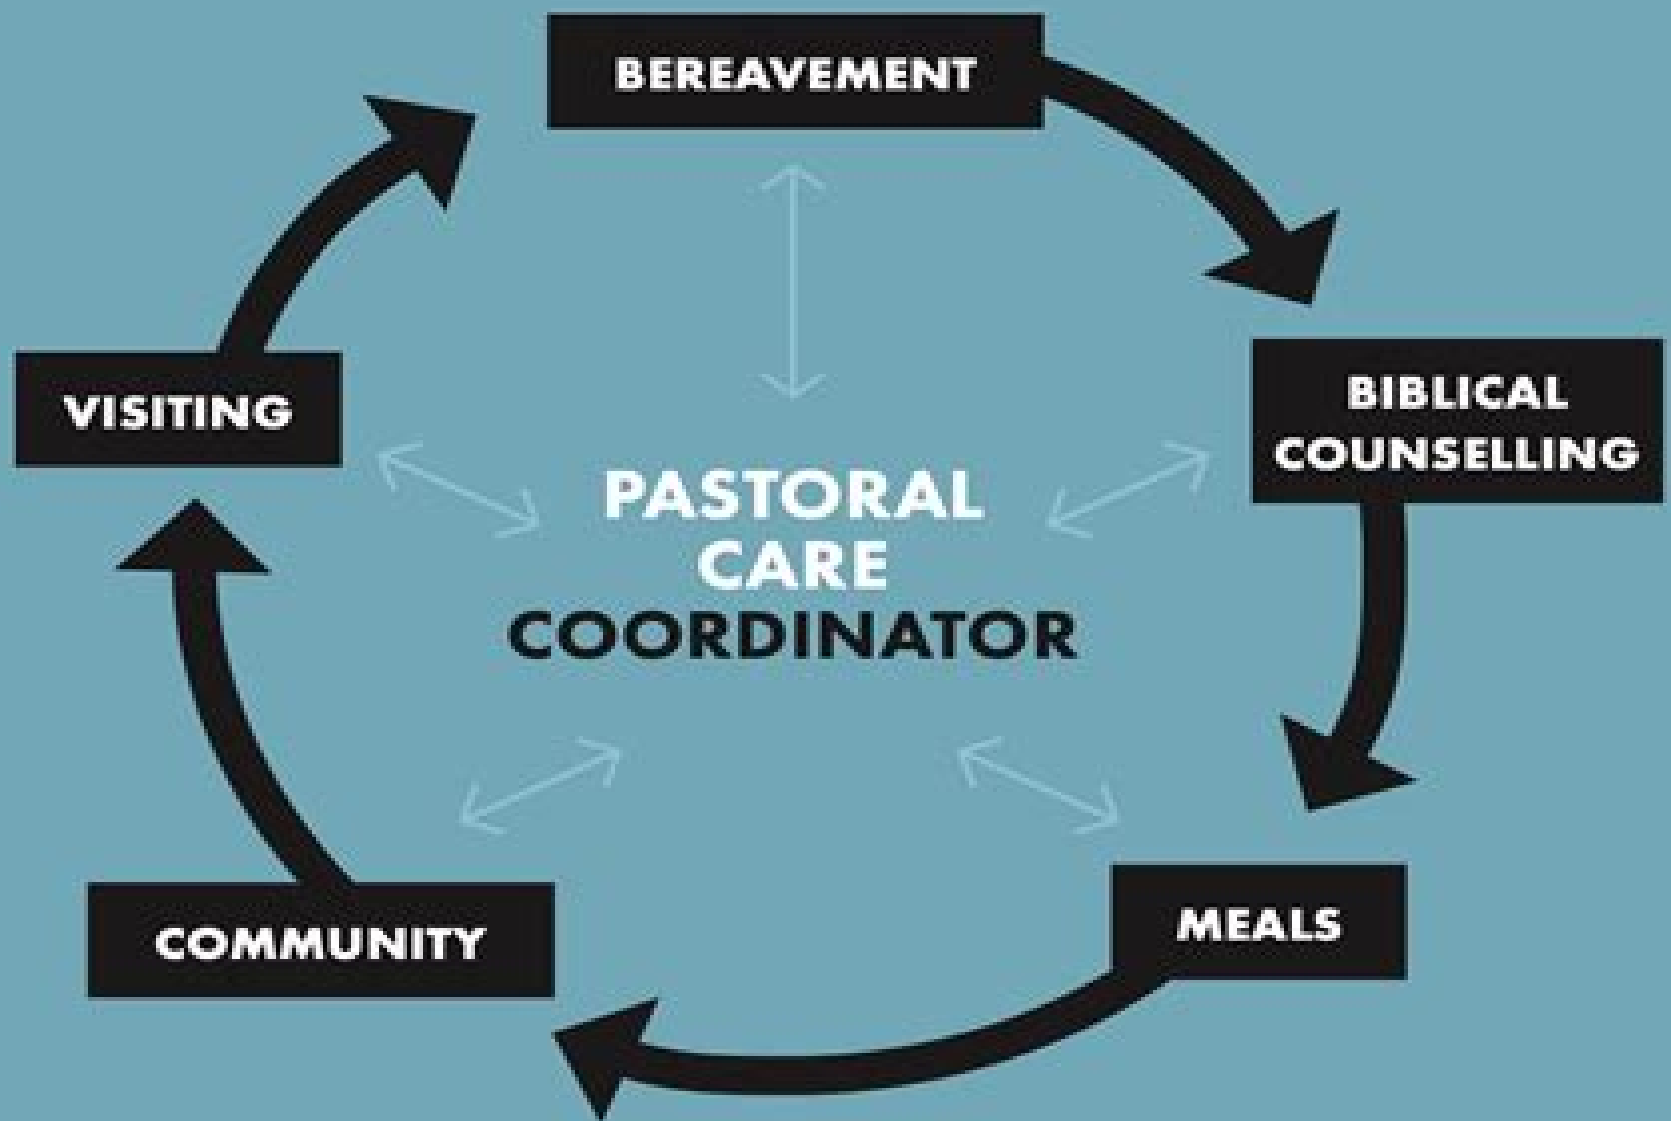 BEREAVEMENT
VISITING
BIBLICAL
COUNSELLING
PASTORAL
CARE
COORDINATOR
COMMUNITY
MEALS